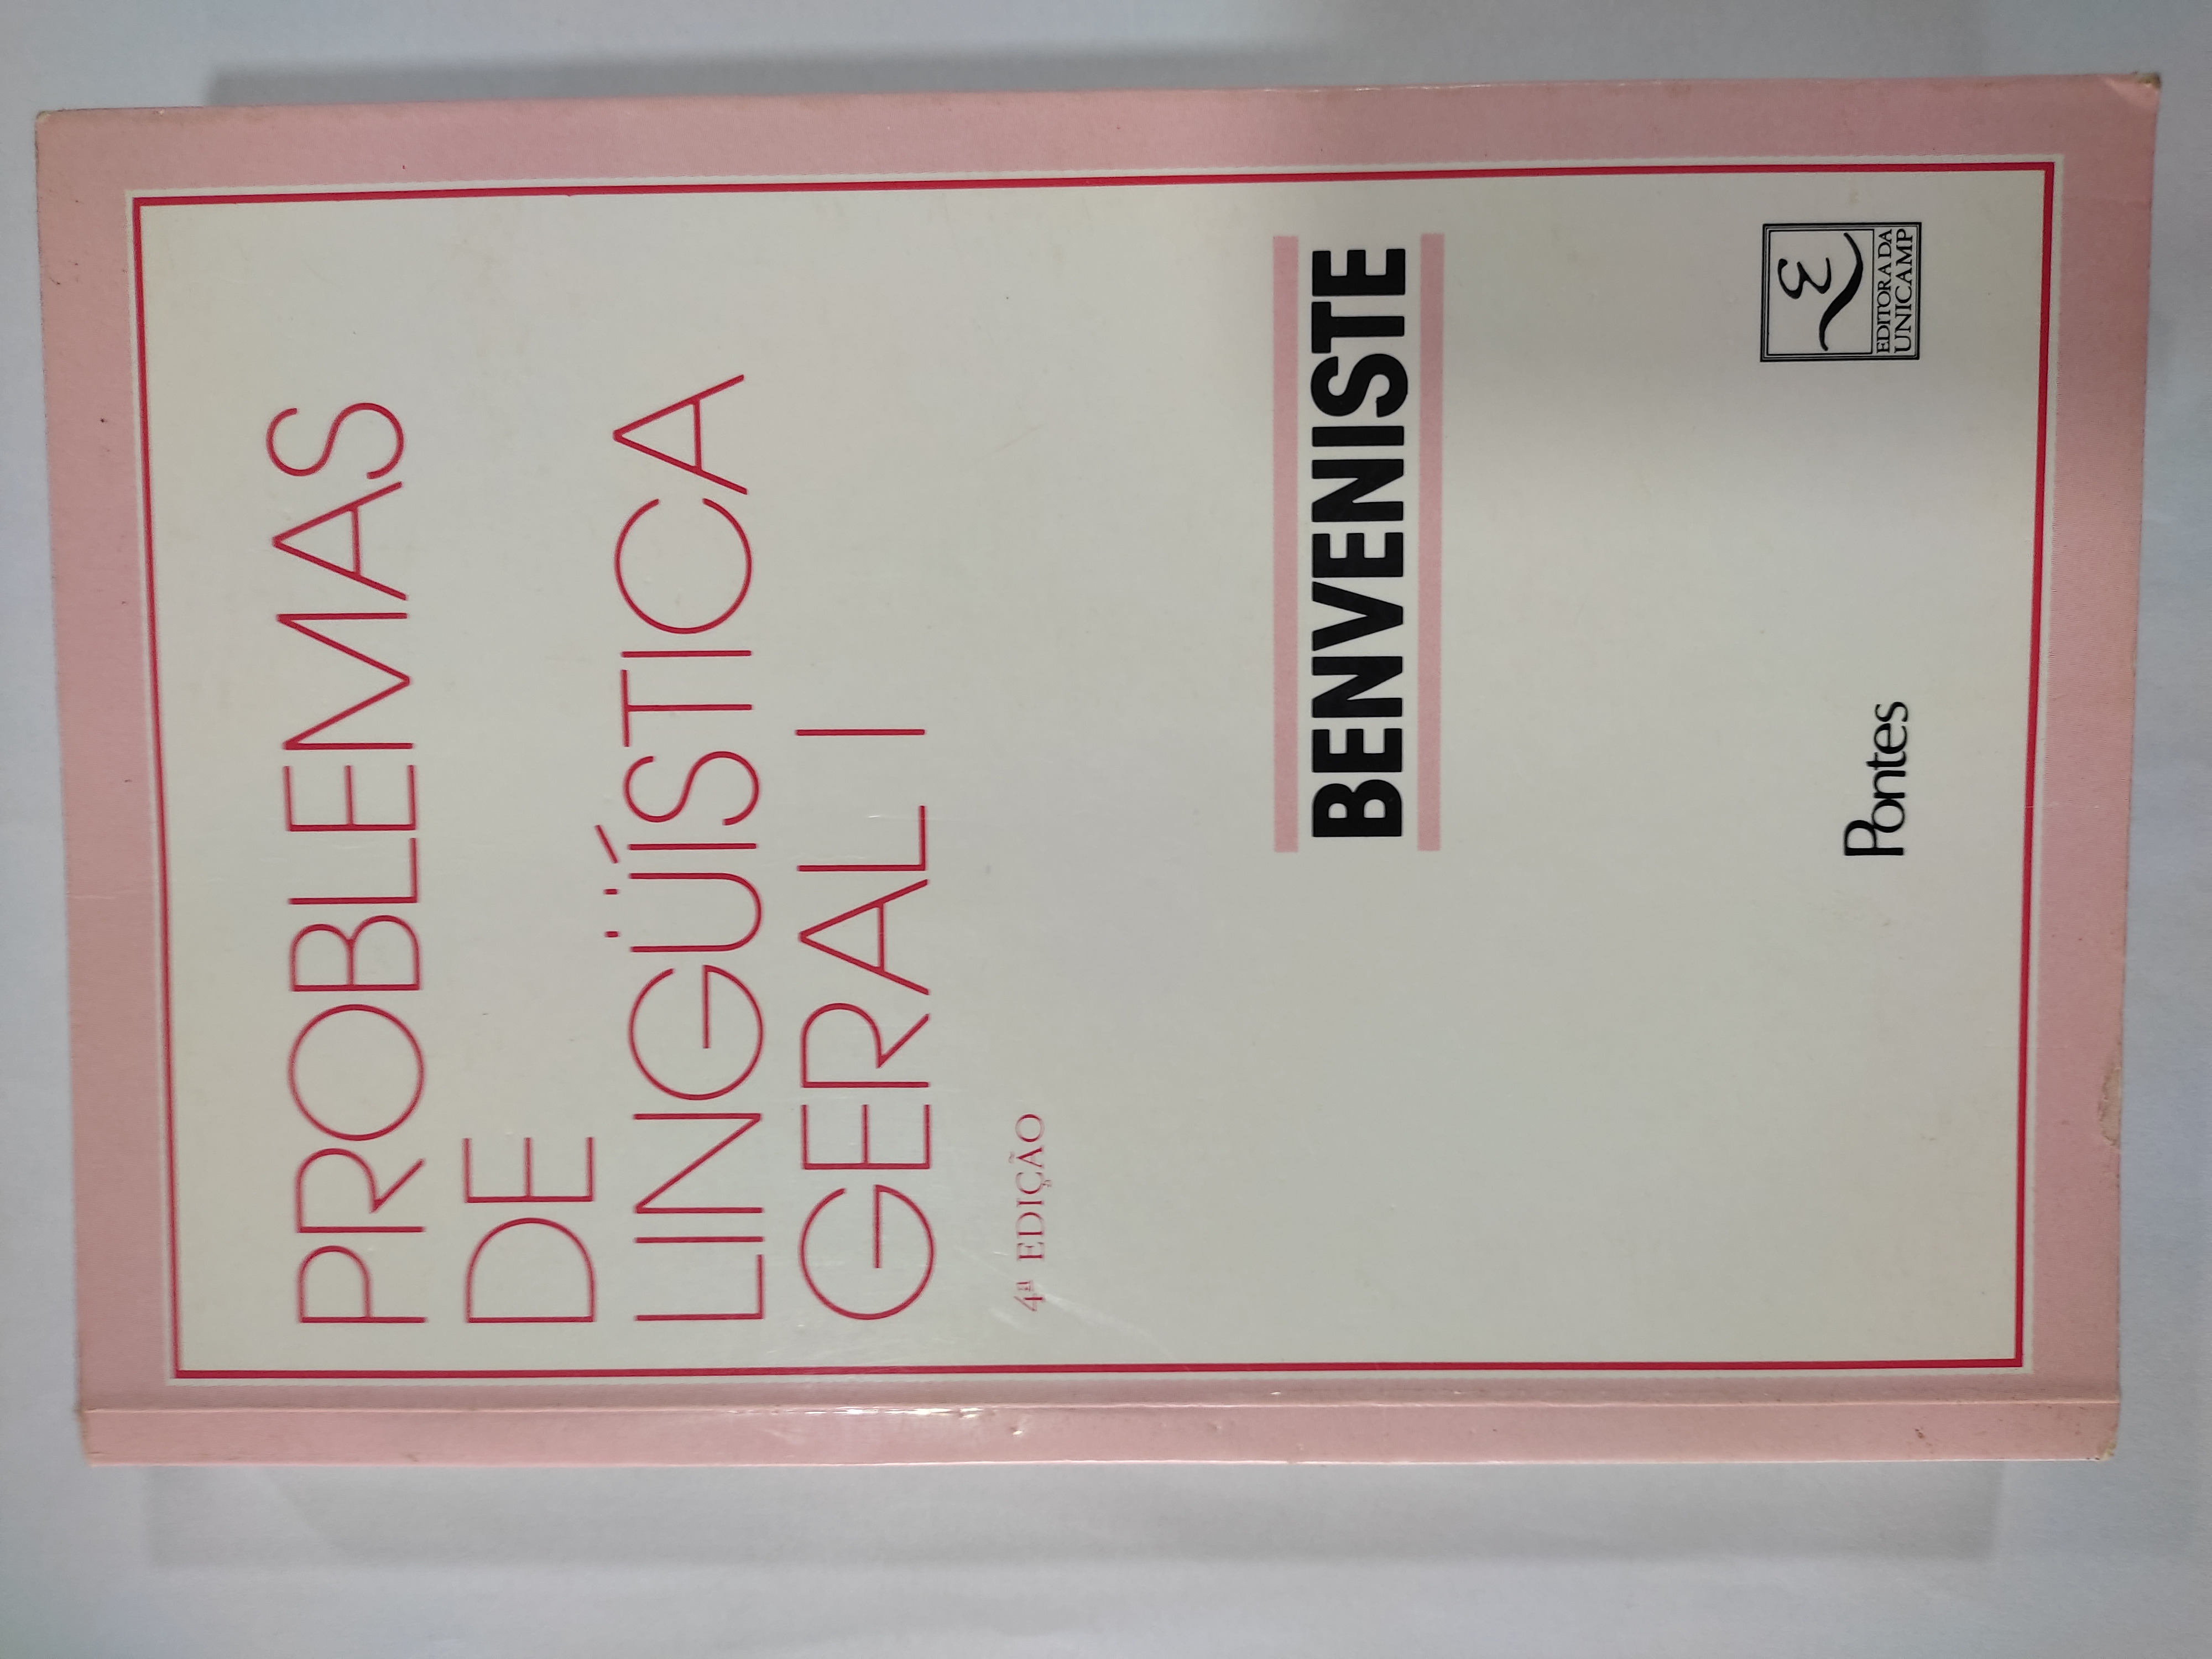 PROBLEMAS
DE
LINGÜÍSTICA
GERAL I
4ª EDIÇÃO
BENVENISTE
Pontes
EDITORA DA
UNICAMP